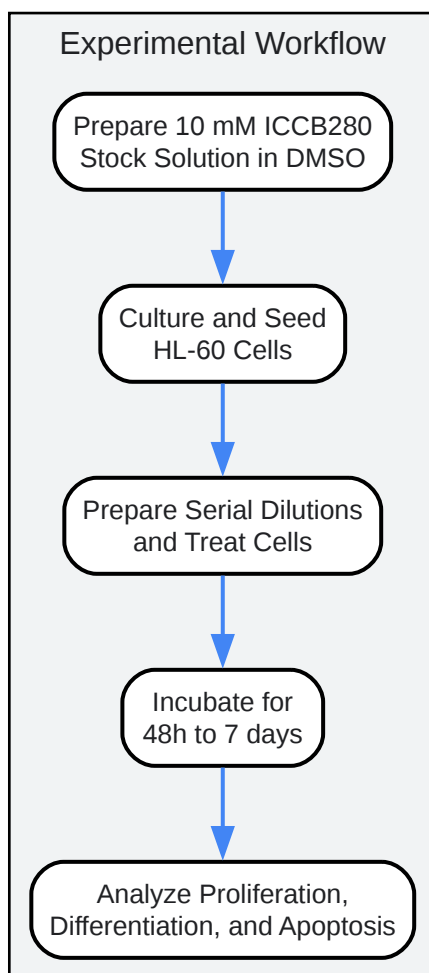 Experimental Workflow
Prepare 10 mM ICCB280
Stock Solution in DMSO
Culture and Seed
HL-60 Cells
Prepare Serial Dilutions
and Treat Cells
Incubate for
48h to 7 days
Analyze Proliferation,
Differentiation, and Apoptosis